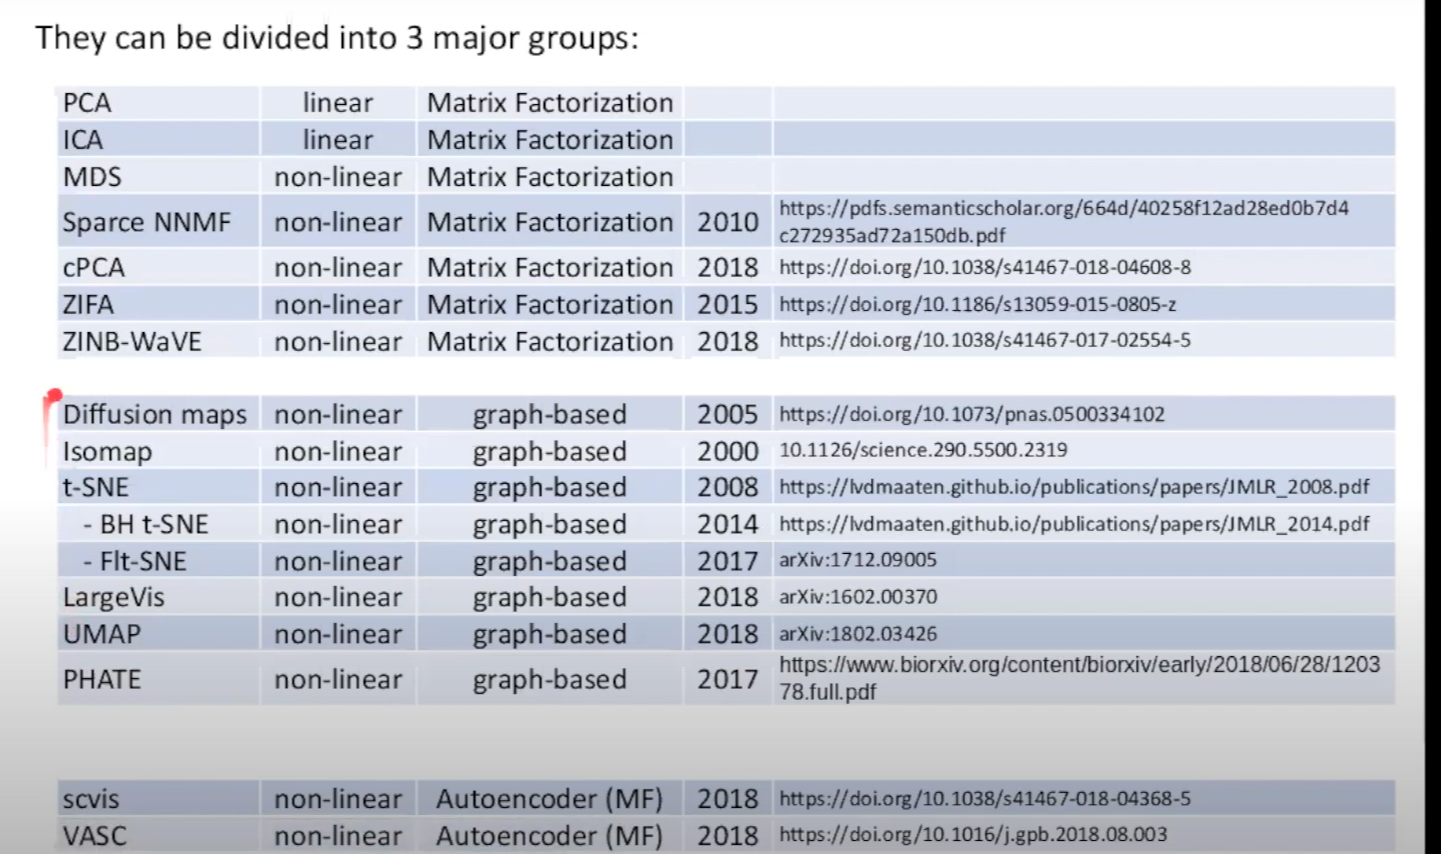 They can be divided into 3 major groups:
PCA linear Matrix Factorization
ICA linear Matrix Factorization
MDS non-linear Matrix Factorization
Sparce NNMF non-linear Matrix Factorization 2010 https://pdfs.semanticscholar.org/664d/40258f12ad28ed0b7d4
c272935ad72a150db.pdf
cPCA non-linear Matrix Factorization 2018 https://doi.org/10.1038/s41467-018-04608-8
ZIFA non-linear Matrix Factorization 2015 https://doi.org/10.1186/s13059-015-0805-z
ZINB-WaVE non-linear Matrix Factorization 2018 https://doi.org/10.1038/s41467-017-02554-5
Diffusion maps non-linear graph-based 2005 https://doi.org/10.1073/pnas.0500334102
Isomap non-linear graph-based 2000 10.1126/science.290.5500.2319
t-SNE non-linear graph-based 2008 https://lvdmaaten.github.io/publications/papers/JMLR_2008.pdf
- BH t-SNE non-linear graph-based 2014 https://lvdmaaten.github.io/publications/papers/JMLR_2014.pdf
- Flt-SNE non-linear graph-based 2017 arXiv:1712.09005
LargeVis non-linear graph-based 2018 arXiv:1602.00370
UMAP non-linear graph-based 2018 arXiv:1802.03426
PHATE non-linear graph-based 2017 https://www.biorxiv.org/content/biorxiv/early/2018/06/28/1203
78.full.pdf
scvis non-linear Autoencoder (MF) 2018 https://doi.org/10.1038/s41467-018-04368-5
VASC non-linear Autoencoder (MF) 2018 https://doi.org/10.1016/j.gpb.2018.08.003